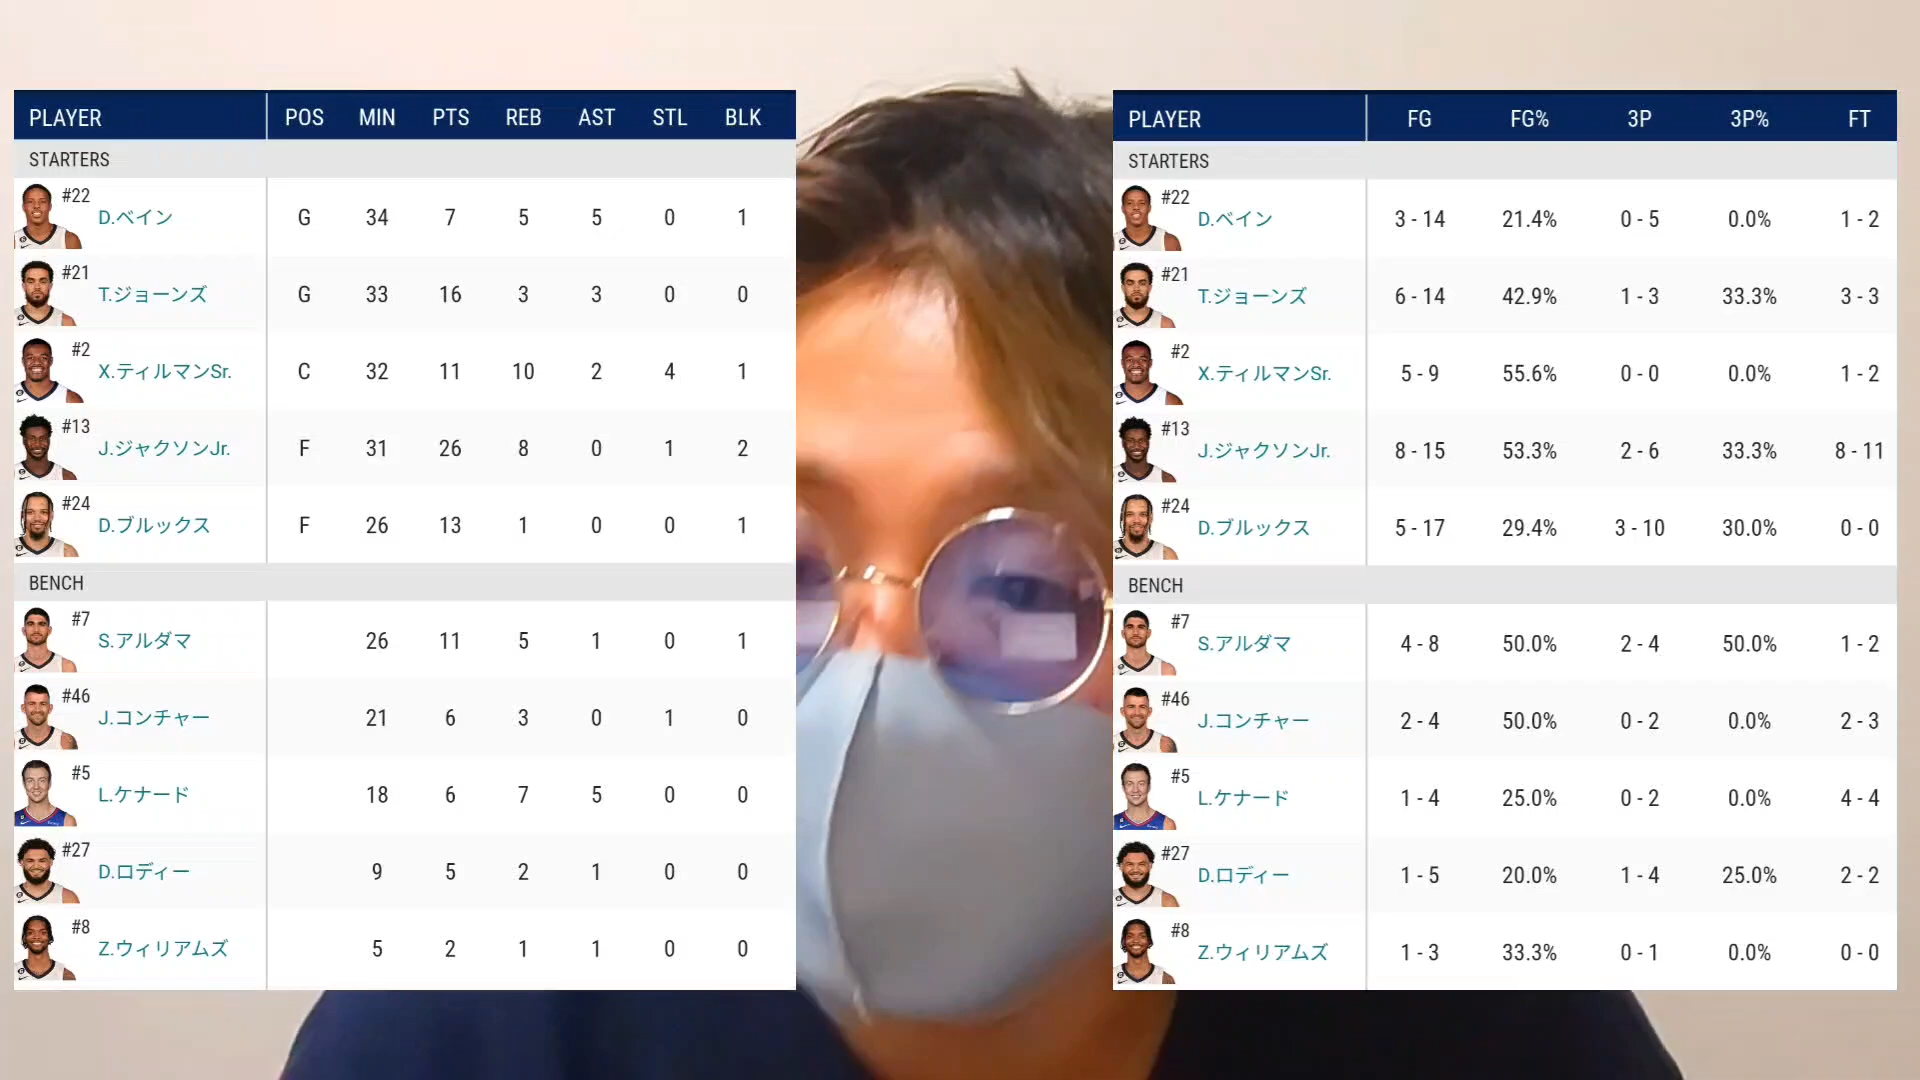 PLAYER POS MIN PTS REB AST STL BLK
STARTERS
#22 D.ベイン G 34 7 5 5 0 1
#21 T.ジョーンズ G 33 16 3 3 0 0
#2 X.ティルマンSr. C 32 11 10 2 4 1
#13 J.ジャクソンJr. F 31 26 8 0 1 2
#24 D.ブルックス F 26 13 1 0 0 1
BENCH
#7 S.アルダマ 26 11 5 1 0 1
#46 J.コンチャー 21 6 3 0 1 0
#5 L.ケナード 18 6 7 5 0 0
#27 D.ロディー 9 5 2 1 0 0
#8 Z.ウィリアムズ 5 2 1 1 0 0
PLAYER FG FG% 3P 3P% FT
STARTERS
#22 D.ベイン 3 - 14 21.4% 0 - 5 0.0% 1 - 2
#21 T.ジョーンズ 6 - 14 42.9% 1 - 3 33.3% 3 - 3
#2 X.ティルマンSr. 5 - 9 55.6% 0 - 0 0.0% 1 - 2
#13 J.ジャクソンJr. 8 - 15 53.3% 2 - 6 33.3% 8 - 11
#24 D.ブルックス 5 - 17 29.4% 3 - 10 30.0% 0 - 0
BENCH
#7 S.アルダマ 4 - 8 50.0% 2 - 4 50.0% 1 - 2
#46 J.コンチャー 2 - 4 50.0% 0 - 2 0.0% 2 - 3
#5 L.ケナード 1 - 4 25.0% 0 - 2 0.0% 4 - 4
#27 D.ロディー 1 - 5 20.0% 1 - 4 25.0% 2 - 2
#8 Z.ウィリアムズ 1 - 3 33.3% 0 - 1 0.0% 0 - 0